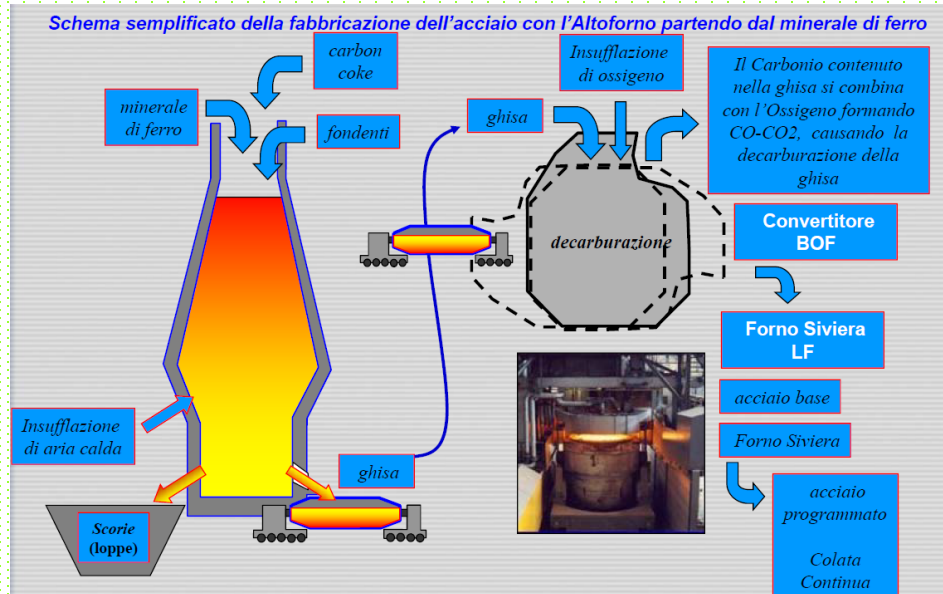 Schema semplificato della fabbricazione dell'acciaio con l'Altoforno partendo dal minerale di ferro
carbon
coke
minerale
di ferro
fondenti
Insufflazione
di aria calda
Scorie
(loppe)
ghisa
ghisa
Insufflazione
di ossigeno
Il Carbonio contenuto
nella ghisa si combina
con l'Ossigeno formando
CO-CO2, causando la
decarburazione della
ghisa
decarburazione
Convertitore
BOF
Forno Siviera
LF
acciaio base
Forno Siviera
acciaio
programmato
Colata
Continua